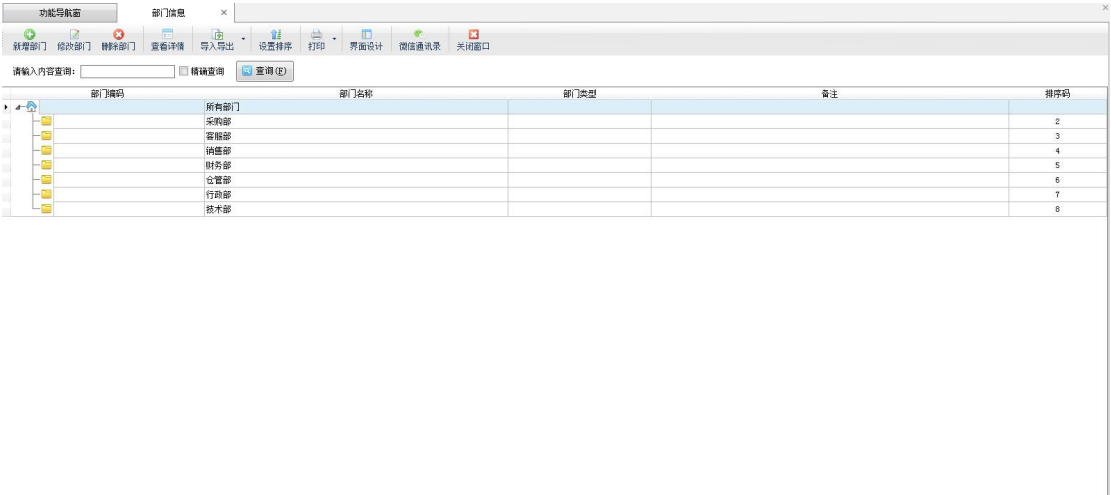 功能导航窗 部门信息 ×
新增部门 修改部门 删除部门 查看详情 导入导出 设置排序 打印 界面设计 微信通讯录 关闭窗口
请输入内容查询: 精确查询 查询(F)
部门编码 部门名称 部门类型 备注 排序码
所有部门
采购部 2
客服部 3
销售部 4
财务部 5
仓管部 6
行政部 7
技术部 8